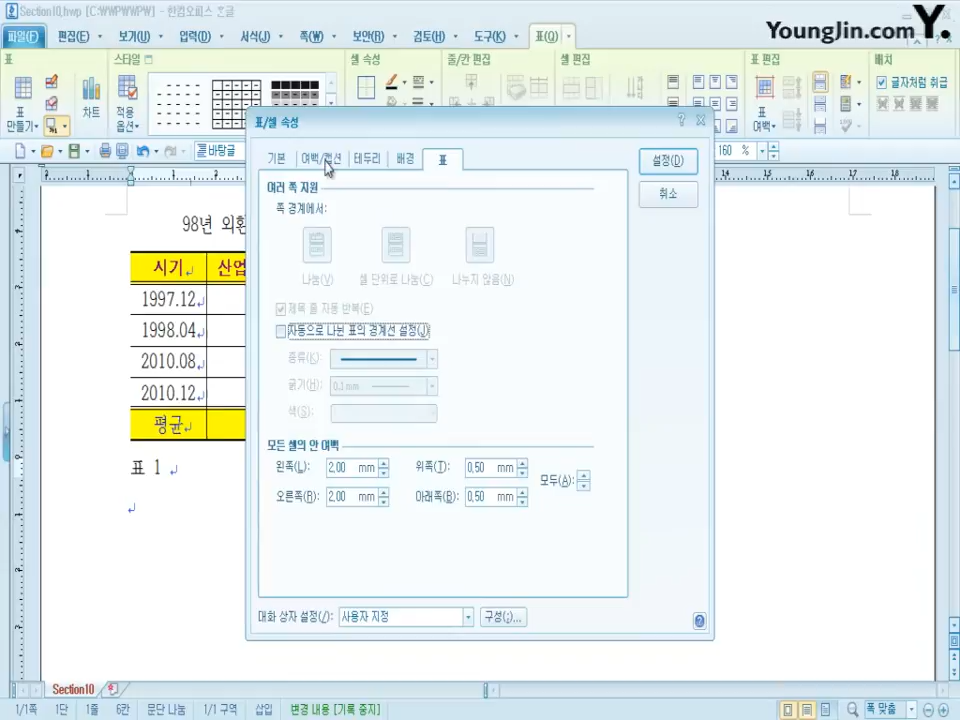 Section10.hwp [C:\WWPWWPW] - 한컴오피스 한글
YoungJin.com Y.
파일(F) 편집(E) 보기(U) 입력(D) 서식(J) 쪽(W) 보안(B) 검토(H) 도구(K) 표(Q)
표 스타일 셀 속성 줄/칸 편집 셀 편집 표 편집 배치
표 만들기 차트 적용 옵션 표 여백 글자처럼 취급
바탕글 160 %
표/셀 속성
기본 여백/캡션 테두리 배경 표
설정(D)
취소
여러 쪽 지원
쪽 경계에서:
나눔(V) 셀 단위로 나눔(C) 나누지 않음(N)
제목 줄 자동 반복(E)
자동으로 나뉜 표의 경계선 설정(J)
종류(K):
굵기(H): 0.1 mm
색(S):
모든 셀의 안 여백
왼쪽(L): 2,00 mm 위쪽(T): 0,50 mm
모두(A):
오른쪽(R): 2,00 mm 아래쪽(B): 0,50 mm
대화 상자 설정(/): 사용자 지정 구성(;)...
98년 외환
시기 산업
1997.12
1998.04
2010.08
2010.12
평균
표 1
Section10
1/1쪽 1단 1줄 6칸 문단 나눔 1/1 구역 삽입 변경 내용 [기록 중지] 폭 맞춤